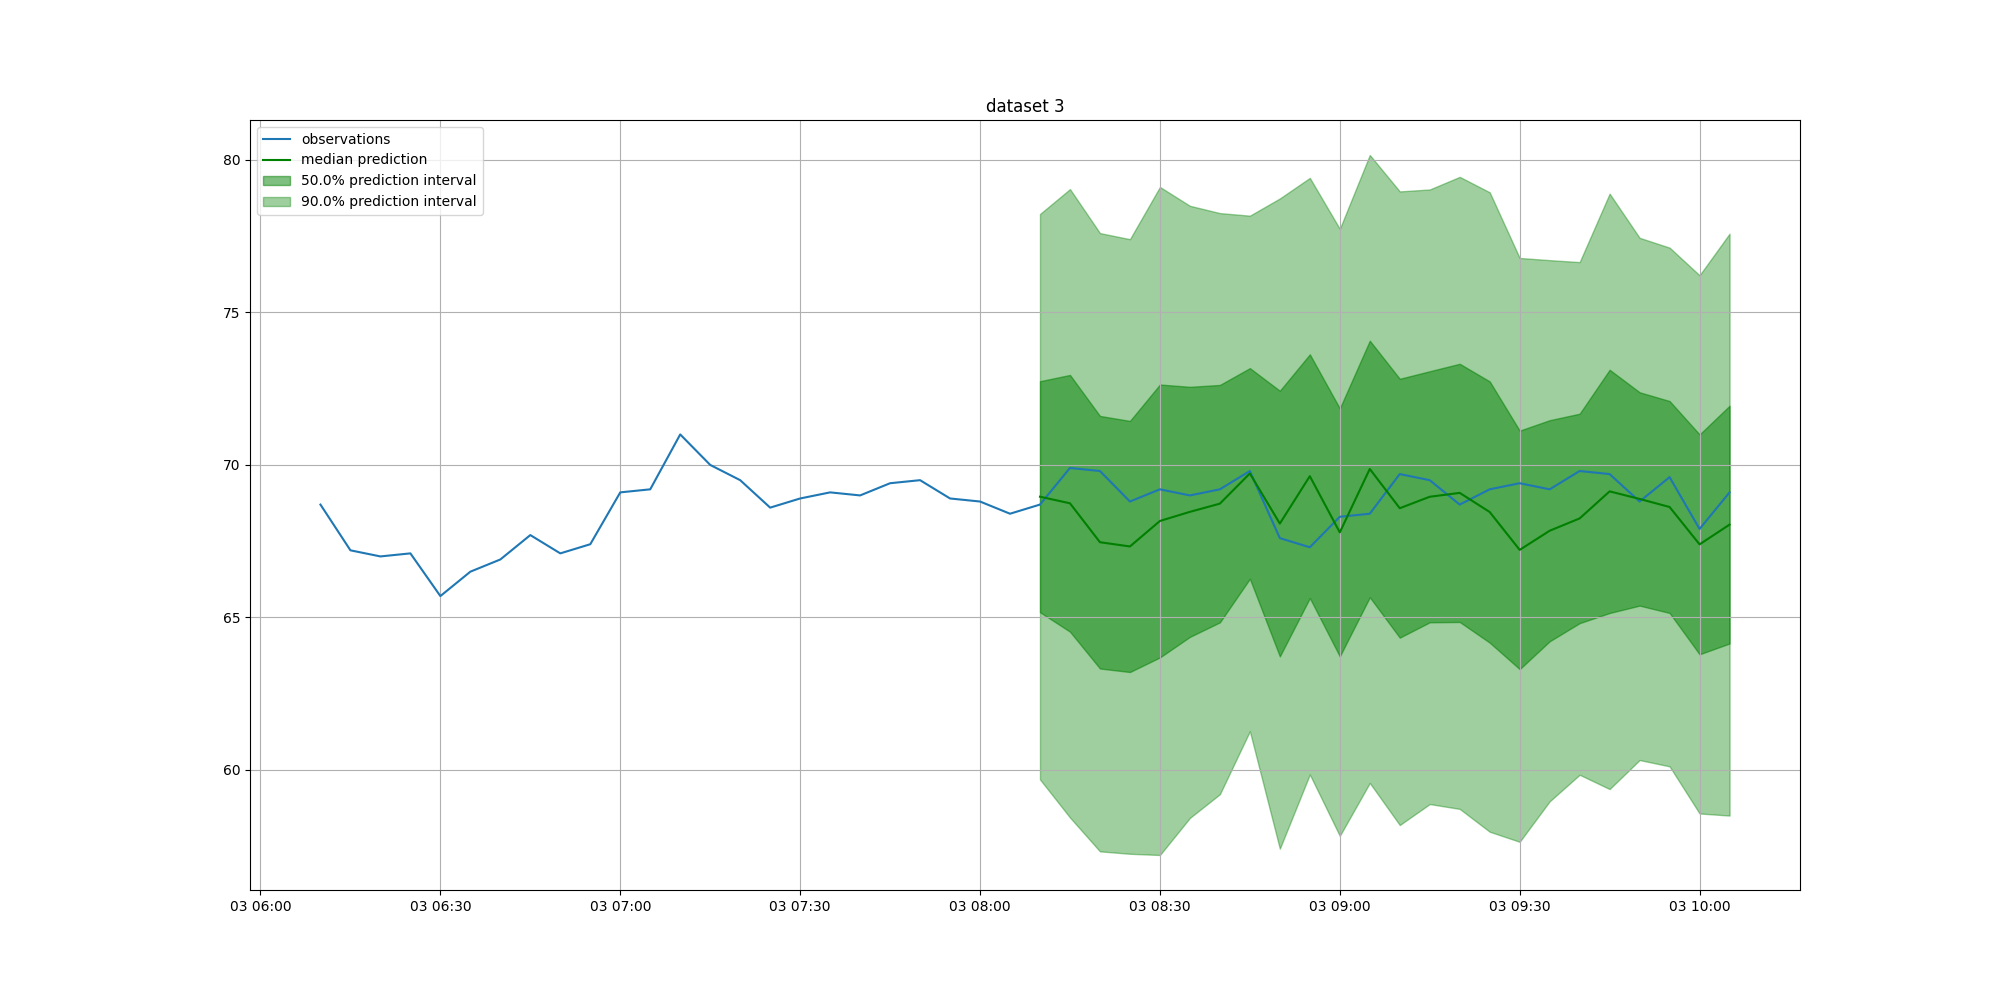 dataset 3
observations
median prediction
50.0% prediction interval
90.0% prediction interval
80
75
70
65
60
03 06:00 03 06:30 03 07:00 03 07:30 03 08:00 03 08:30 03 09:00 03 09:30 03 10:00